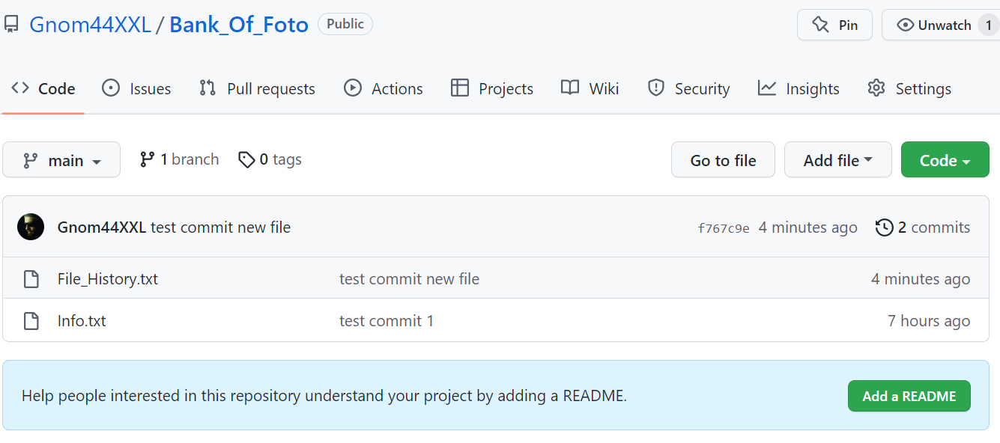 Gnom44XXL / Bank_Of_Foto Public Pin Unwatch 1
Code Issues Pull requests Actions Projects Wiki Security Insights Settings
main 1 branch 0 tags Go to file Add file Code
Gnom44XXL test commit new file f767c9e 4 minutes ago 2 commits
File_History.txt test commit new file 4 minutes ago
Info.txt test commit 1 7 hours ago
Help people interested in this repository understand your project by adding a README. Add a README